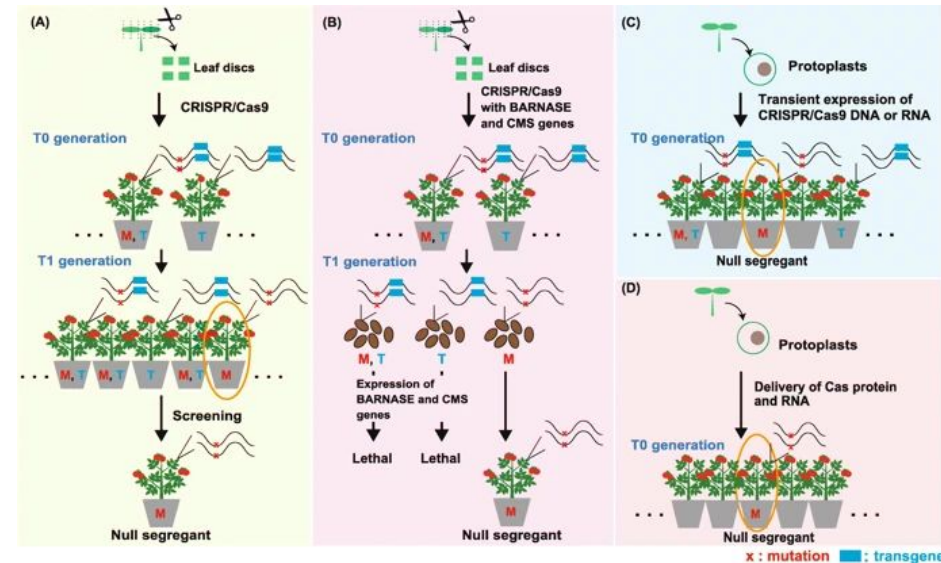 (A)
Leaf discs
CRISPR/Cas9
T0 generation
M, T
T
. . .
. . .
T1 generation
. . .
M, T
M, T
T
M, T
M
. . .
Screening
M
Null segregant
(B)
Leaf discs
CRISPR/Cas9
with BARNASE
and CMS genes
T0 generation
. . .
M, T
T
. . .
T1 generation
M, T
T
M
Expression of
BARNASE and CMS
genes
Lethal
Lethal
M
Null segregant
(C)
Protoplasts
Transient expression of
CRISPR/Cas9 DNA or RNA
T0 generation
. . .
M, T
M
T
. . .
Null segregant
(D)
Protoplasts
Delivery of Cas protein
and RNA
T0 generation
. . .
M
. . .
Null segregant
x : mutation
: transgene